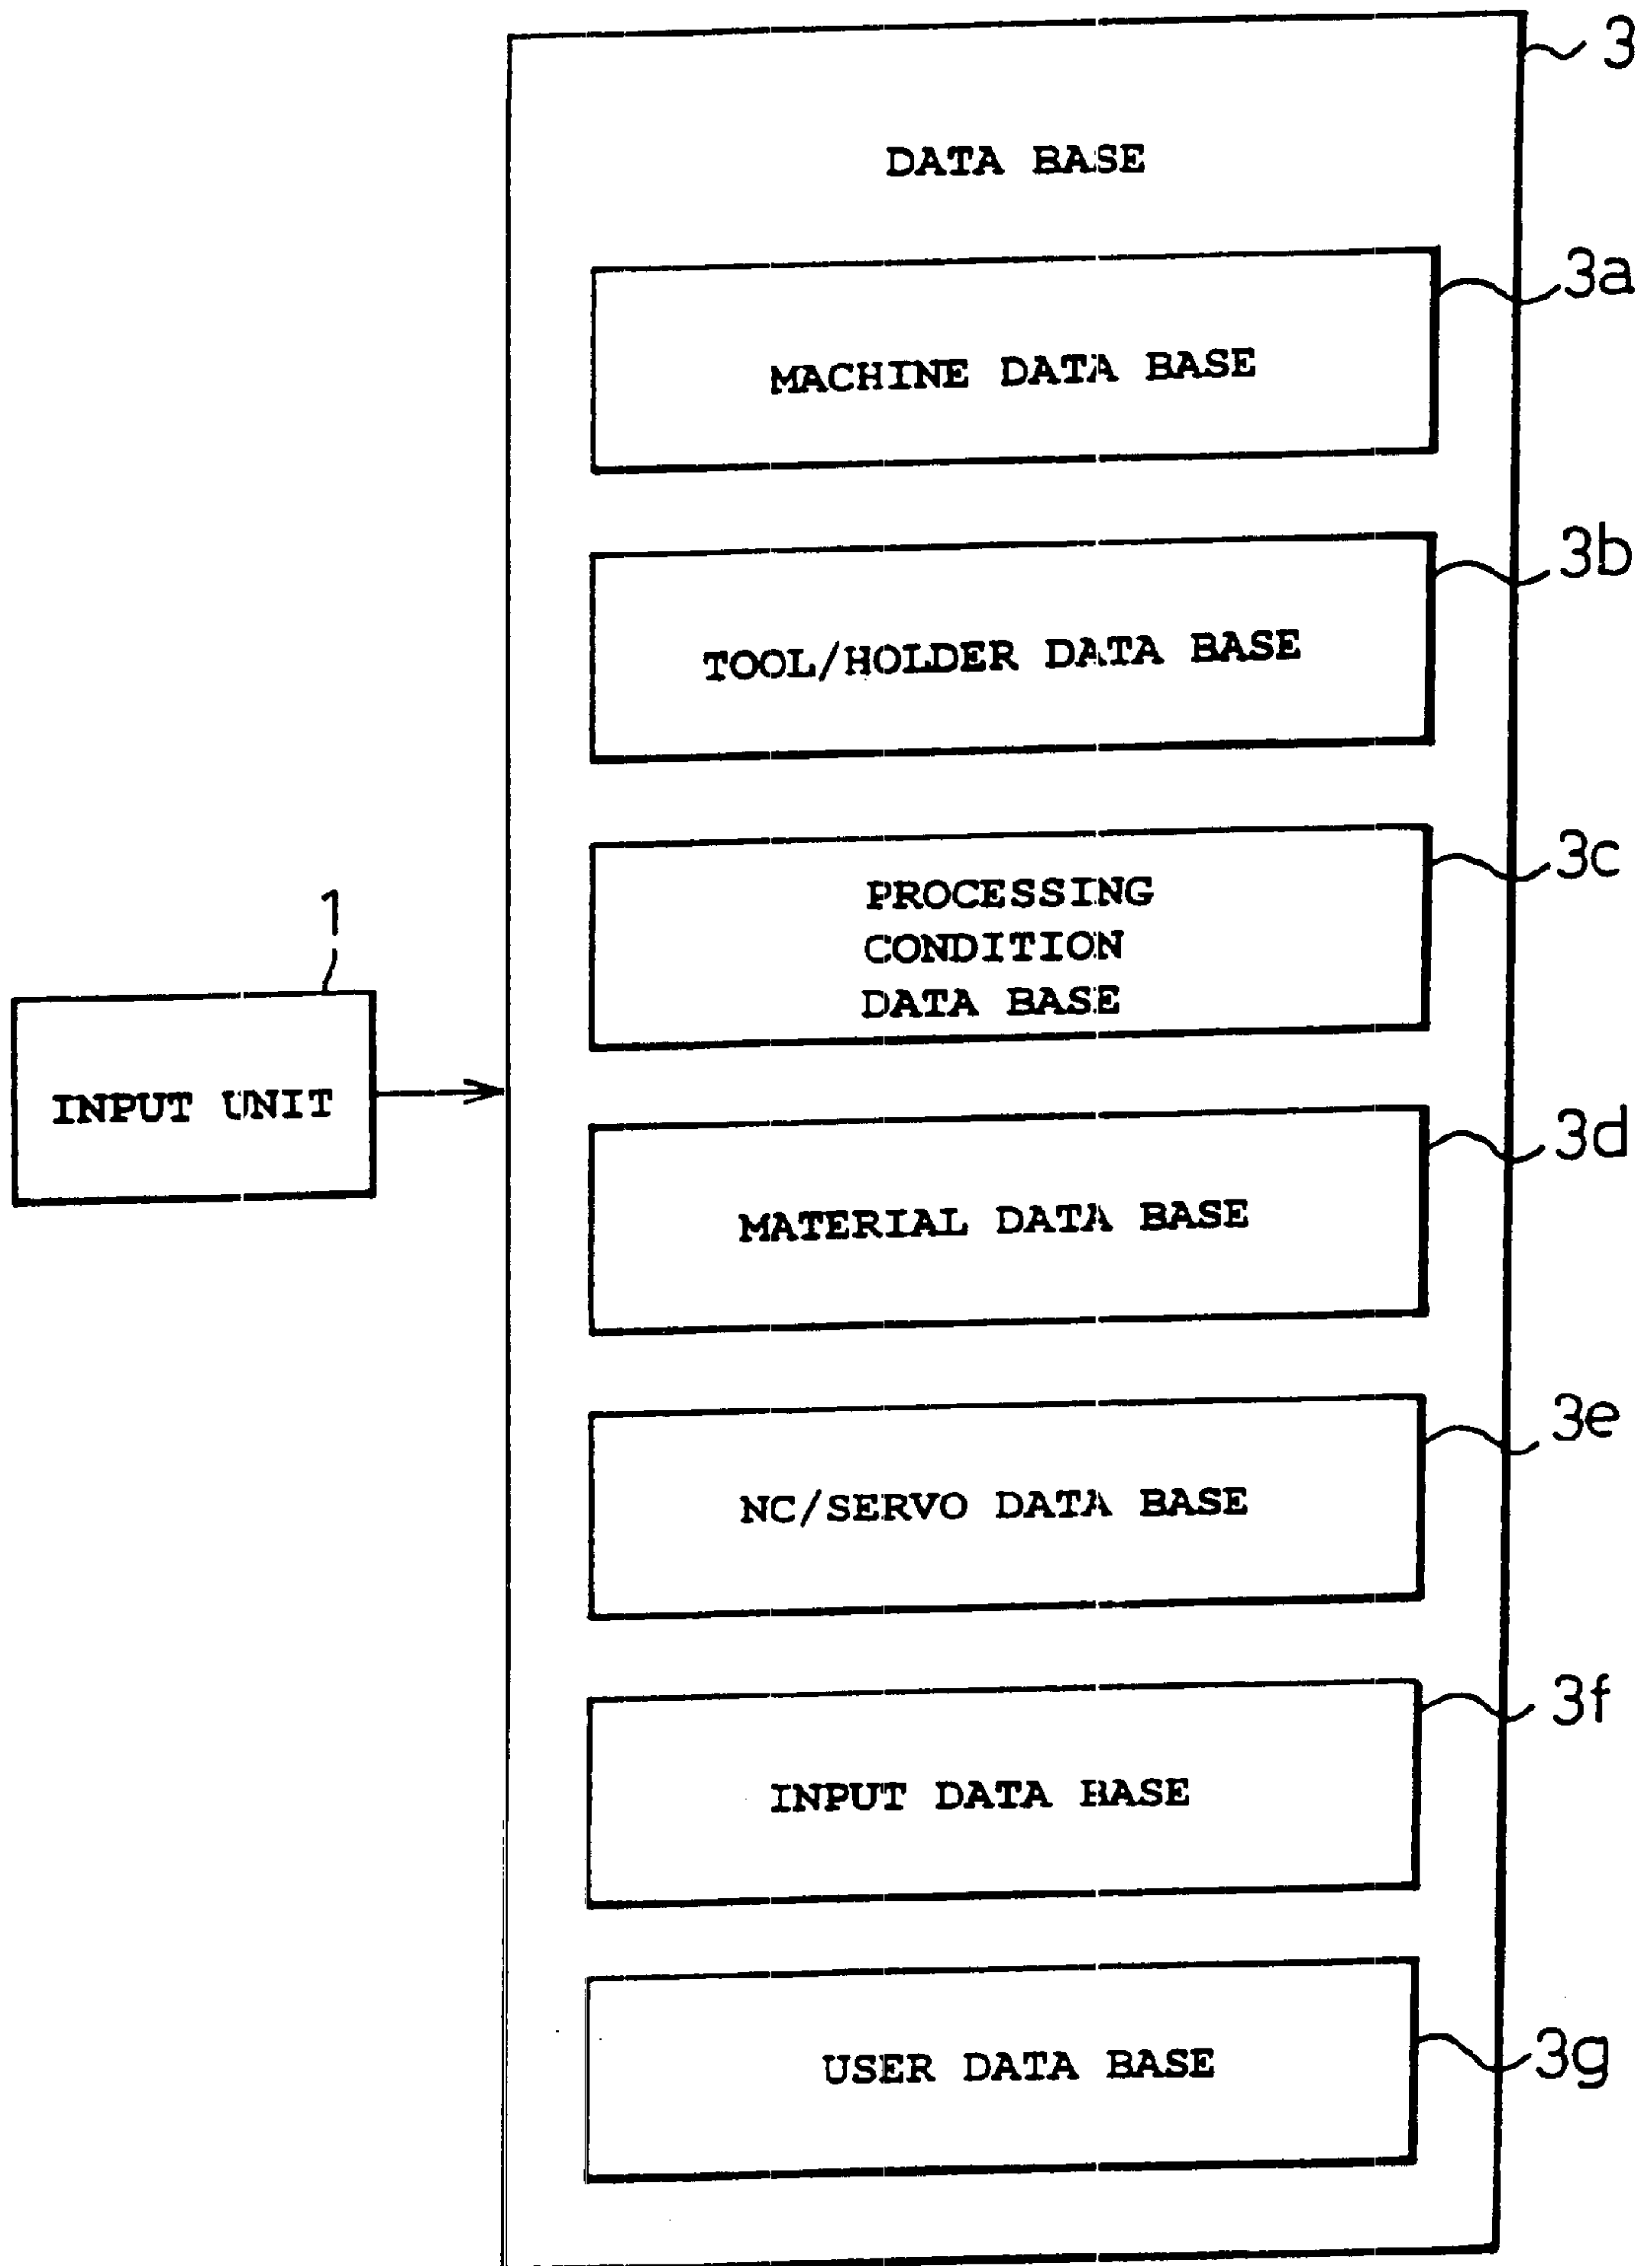 3
DATA BASE
3a
MACHINE DATA BASE
3b
TOOL/HOLDER DATA BASE
3c
PROCESSING
CONDITION
DATA BASE
1
INPUT UNIT
3d
MATERIAL DATA BASE
3e
NC/SERVO DATA BASE
3f
INPUT DATA BASE
3g
USER DATA BASE